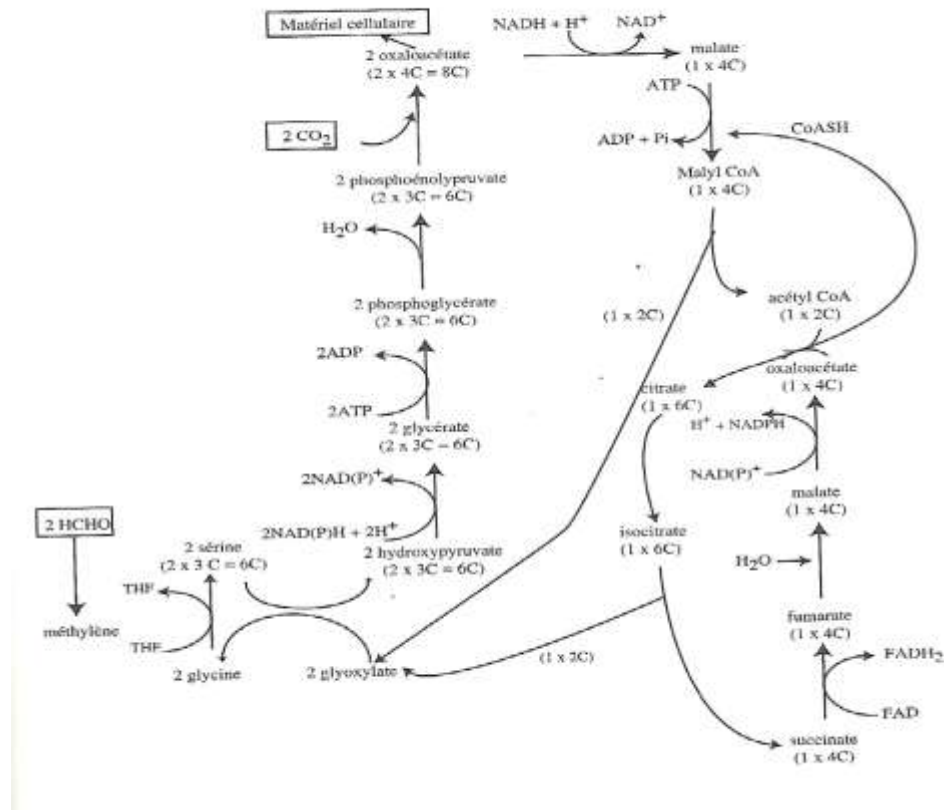 Matériel cellulaire
2 oxaloacétate
(2 x 4C = 8C)
NADH + H+
NAD+
malate
(1 x 4C)
ATP
ADP + Pi
CoASH
2 CO2
2 phosphoénolypruvate
(2 x 3C = 6C)
Malyl CoA
(1 x 4C)
H2O
2 phosphoglycérate
(2 x 3C = 6C)
(1 x 2C)
acétyl CoA
(1 x 2C)
2ADP
2ATP
oxaloacétate
(1 x 4C)
citrate
(1 x 6C)
2 glycérate
(2 x 3C = 6C)
H+ + NADPH
NAD(P)+
2NAD(P)+
2NAD(P)H + 2H+
malate
(1 x 4C)
2 HCHO
2 sérine
(2 x 3 C = 6C)
2 hydroxypyruvate
(2 x 3C = 6C)
isocitrate
(1 x 6C)
H2O
THF
méthylène
THF
fumarate
(1 x 4C)
2 glycine
2 glyoxylate
(1 x 2C)
FADH2
FAD
succinate
(1 x 4C)